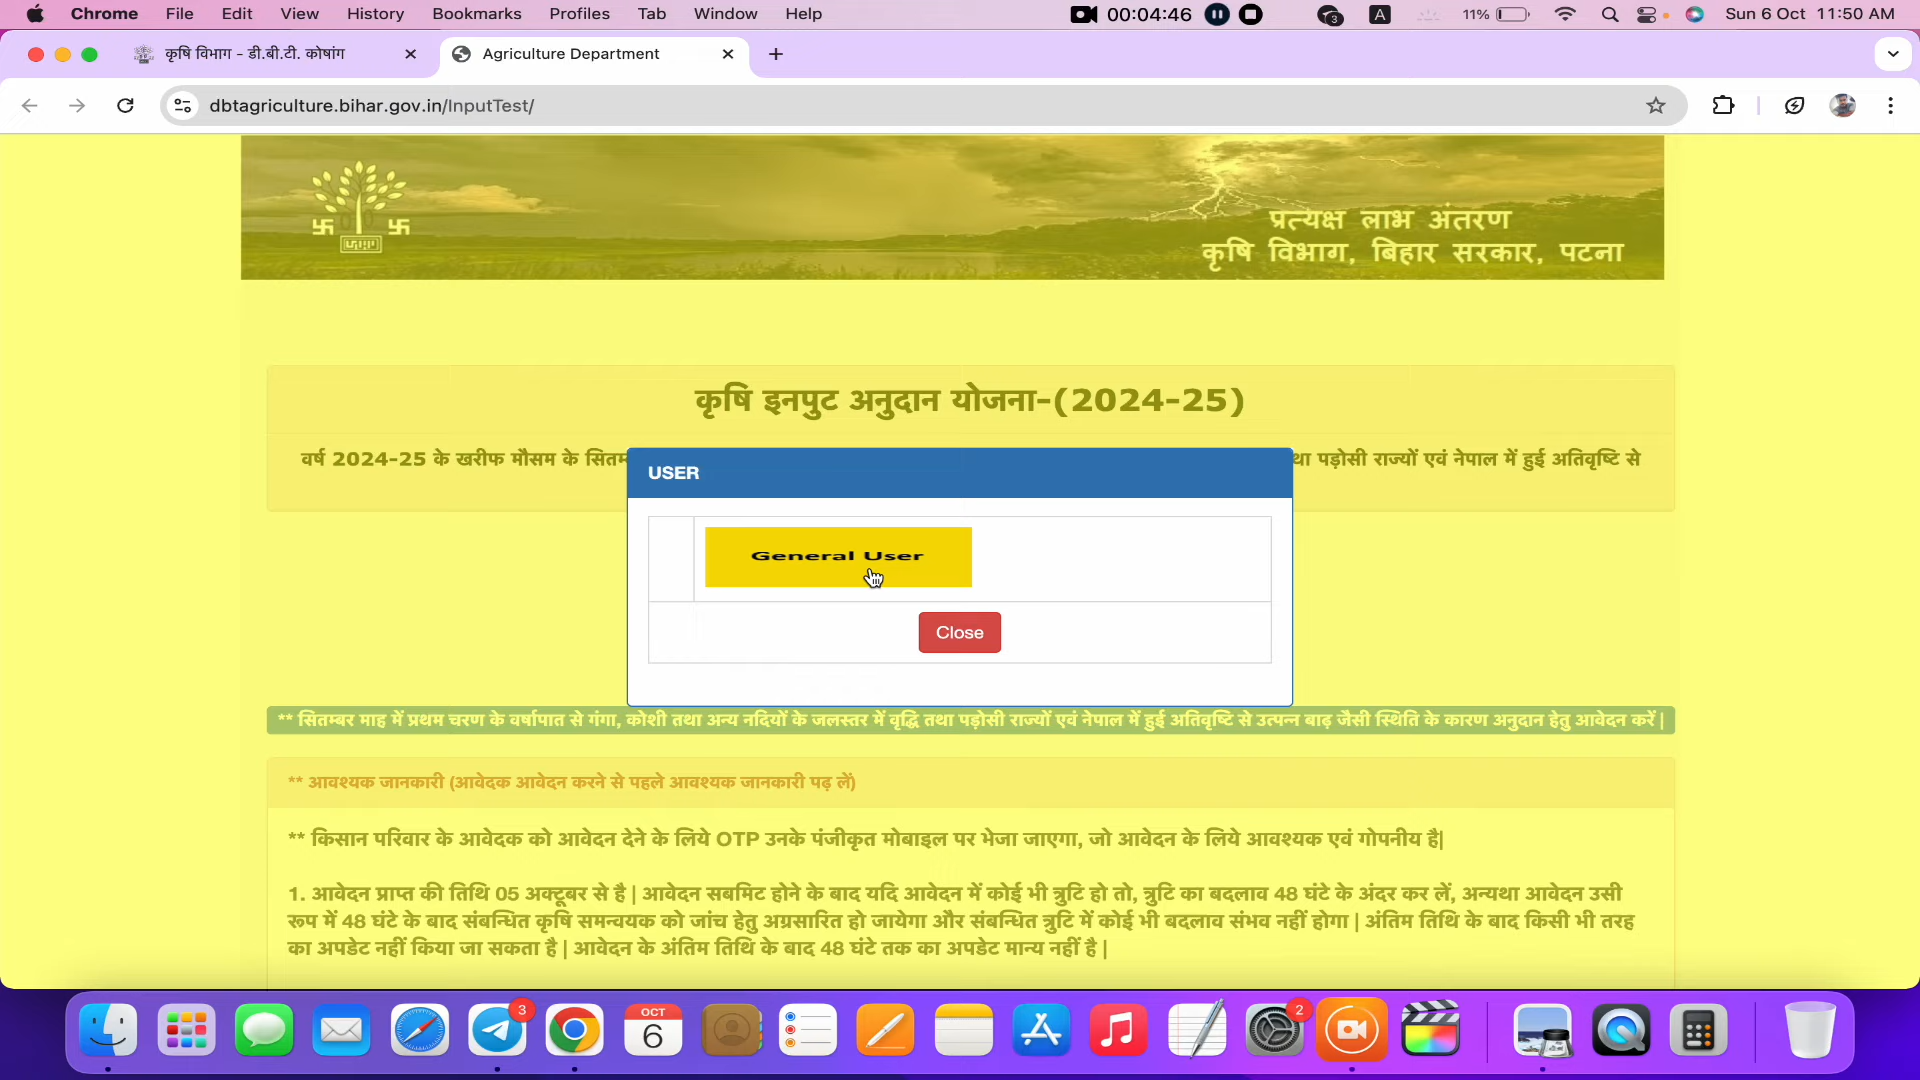 Chrome File Edit View History Bookmarks Profiles Tab Window Help 00:04:46 3 A 11% Sun 6 Oct 11:50 AM
कृषि विभाग - डी.बी.टी. कोषांग Agriculture Department
dbtagriculture.bihar.gov.in/InputTest/
प्रत्यक्ष लाभ अंतरण
कृषि विभाग, बिहार सरकार, पटना
कृषि इनपुट अनुदान योजना-(2024-25)
वर्ष 2024-25 के खरीफ मौसम के सितम
था पड़ोसी राज्यों एवं नेपाल में हुई अतिवृष्टि से
USER
General User
Close
** सितम्बर माह में प्रथम चरण के वर्षापात से गंगा, कोशी तथा अन्य नदियों के जलस्तर में वृद्धि तथा पड़ोसी राज्यों एवं नेपाल में हुई अतिवृष्टि से उत्पन्न बाढ़ जैसी स्थिति के कारण अनुदान हेतु आवेदन करें |
** आवश्यक जानकारी (आवेदक आवेदन करने से पहले आवश्यक जानकारी पढ़ लें)
** किसान परिवार के आवेदक को आवेदन देने के लिये OTP उनके पंजीकृत मोबाइल पर भेजा जाएगा, जो आवेदन के लिये आवश्यक एवं गोपनीय है|
1. आवेदन प्राप्त की तिथि 05 अक्टूबर से है | आवेदन सबमिट होने के बाद यदि आवेदन में कोई भी त्रुटि हो तो, त्रुटि का बदलाव 48 घंटे के अंदर कर लें, अन्यथा आवेदन उसी
रूप में 48 घंटे के बाद संबन्धित कृषि समन्वयक को जांच हेतु अग्रसारित हो जायेगा और संबन्धित त्रुटि में कोई भी बदलाव संभव नहीं होगा | अंतिम तिथि के बाद किसी भी तरह
का अपडेट नहीं किया जा सकता है | आवेदन के अंतिम तिथि के बाद 48 घंटे तक का अपडेट मान्य नहीं है |
3 OCT 6 2